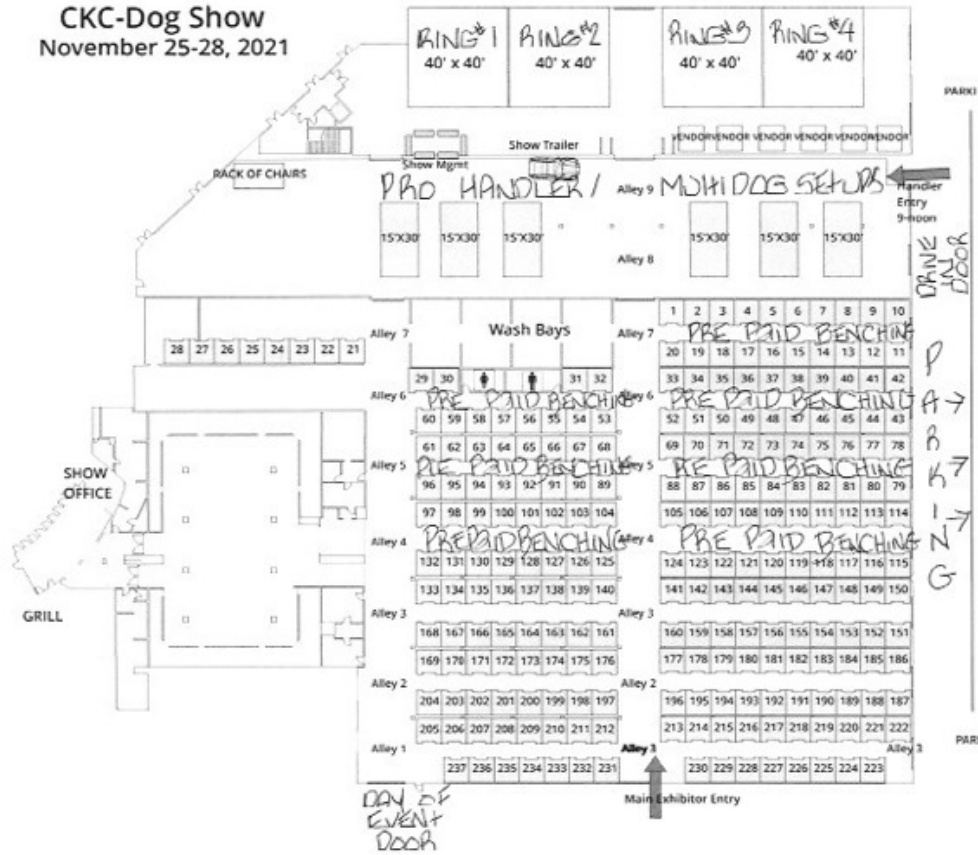 CKC-Dog Show
November 25-28, 2021
RING #1
RING #2
RING #3
RING #4
40' x 40'
40' x 40'
40' x 40'
40' x 40'
PARKI
VENDOR VENDOR VENDOR VENDOR VENDOR VENDOR
Show Trailer
Show Mgmt
RACK OF CHAIRS
PRO HANDLER / Alley 9 MULTI DOG SETUPS
Handler
Entry
9-noon
15'X30' 15'X30' 15'X30' 15'X30' 15'X30' 15'X30'
Alley 8
DRIVE
IN
DOOR
1 2 3 4 5 6 7 8 9 10
Alley 7 Wash Bays Alley 7 PRE PAID BENCHING
28 27 26 25 24 23 22 21
20 19 18 17 16 15 14 13 12 11
29 30 31 32
33 34 35 36 37 38 39 40 41 42
Alley 6 PRE PAID BENCHING Alley 6 PRE PAID BENCHING
60 59 58 57 56 55 54 53
52 51 50 49 48 47 46 45 44 43
61 62 63 64 65 66 67 68
69 70 71 72 73 74 75 76 77 78
Alley 5 PRE PAID BENCHING Alley 5 PRE PAID BENCHING
96 95 94 93 92 91 90 89
88 87 86 85 84 83 82 81 80 79
97 98 99 100 101 102 103 104
105 106 107 108 109 110 111 112 113 114
Alley 4 PREPAID BENCHING Alley 4 PRE PAID BENCHING
132 131 130 129 128 127 126 125
124 123 122 121 120 119 118 117 116 115
133 134 135 136 137 138 139 140
141 142 143 144 145 146 147 148 149 150
Alley 3 Alley 3
168 167 166 165 164 163 162 161
160 159 158 157 156 155 154 153 152 151
169 170 171 172 173 174 175 176
177 178 179 180 181 182 183 184 185 186
Alley 2 Alley 2
204 203 202 201 200 199 198 197
196 195 194 193 192 191 190 189 188 187
205 206 207 208 209 210 211 212
213 214 215 216 217 218 219 220 221 222
Alley 1 Alley 3 Alley 3
237 236 235 234 233 232 231
230 229 228 227 226 225 224 223
PARKING
SHOW
OFFICE
GRILL
PARK
DAY OF
EVENT
DOOR
Main Exhibitor Entry